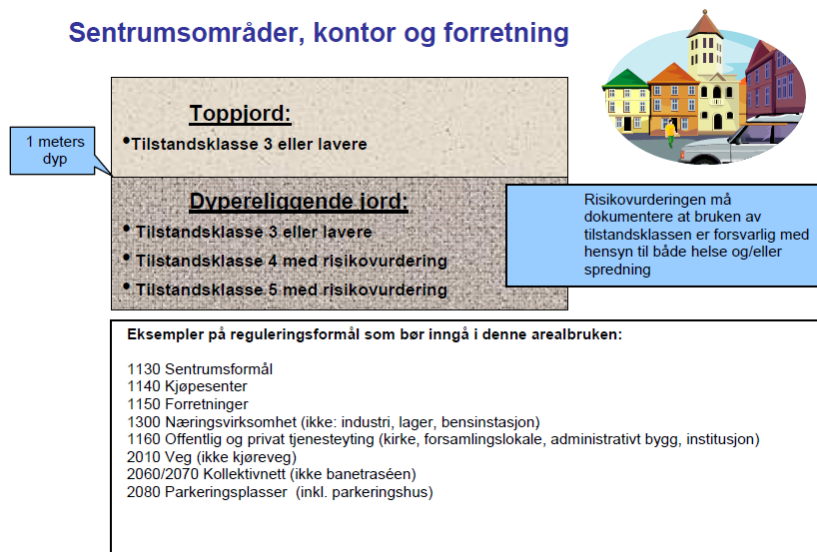 Sentrumsområder, kontor og forretning
Toppjord:
•Tilstandsklasse 3 eller lavere
1 meters
dyp
Dypereliggende jord:
• Tilstandsklasse 3 eller lavere
• Tilstandsklasse 4 med risikovurdering
• Tilstandsklasse 5 med risikovurdering
Risikovurderingen må
dokumentere at bruken av
tilstandsklassen er forsvarlig med
hensyn til både helse og/eller
spredning
Eksempler på reguleringsformål som bør inngå i denne arealbruken:
1130 Sentrumsformål
1140 Kjøpesenter
1150 Forretninger
1300 Næringsvirksomhet (ikke: industri, lager, bensinstasjon)
1160 Offentlig og privat tjenesteyting (kirke, forsamlingslokale, administrativt bygg, institusjon)
2010 Veg (ikke kjøreveg)
2060/2070 Kollektivnett (ikke banetraséen)
2080 Parkeringsplasser (inkl. parkeringshus)